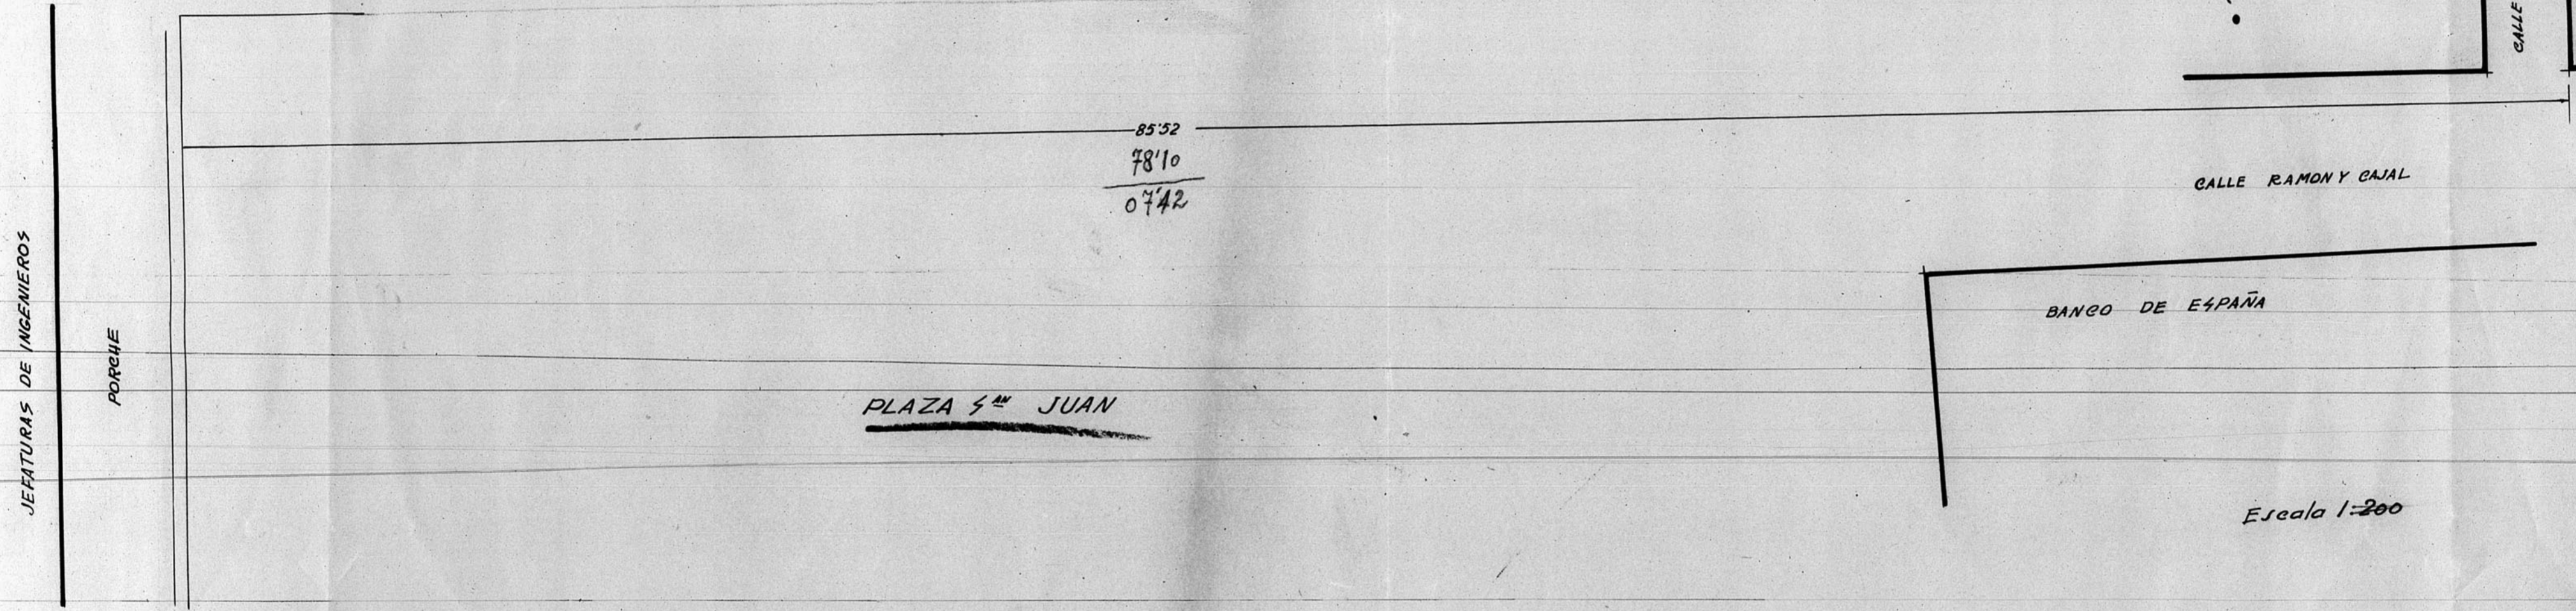 CALLE
85'52
78'10
07'42
CALLE RAMON Y CAJAL
JEFATURAS DE INGENIEROS
PORCHE
BANCO DE ESPAÑA
PLAZA Sᴬᴺ JUAN
Escala 1:200